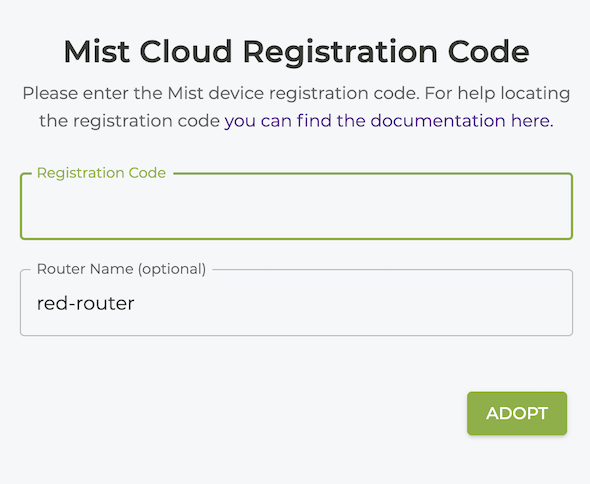 Mist Cloud Registration Code
Please enter the Mist device registration code. For help locating
the registration code you can find the documentation here.
Registration Code
Router Name (optional)
red-router
ADOPT